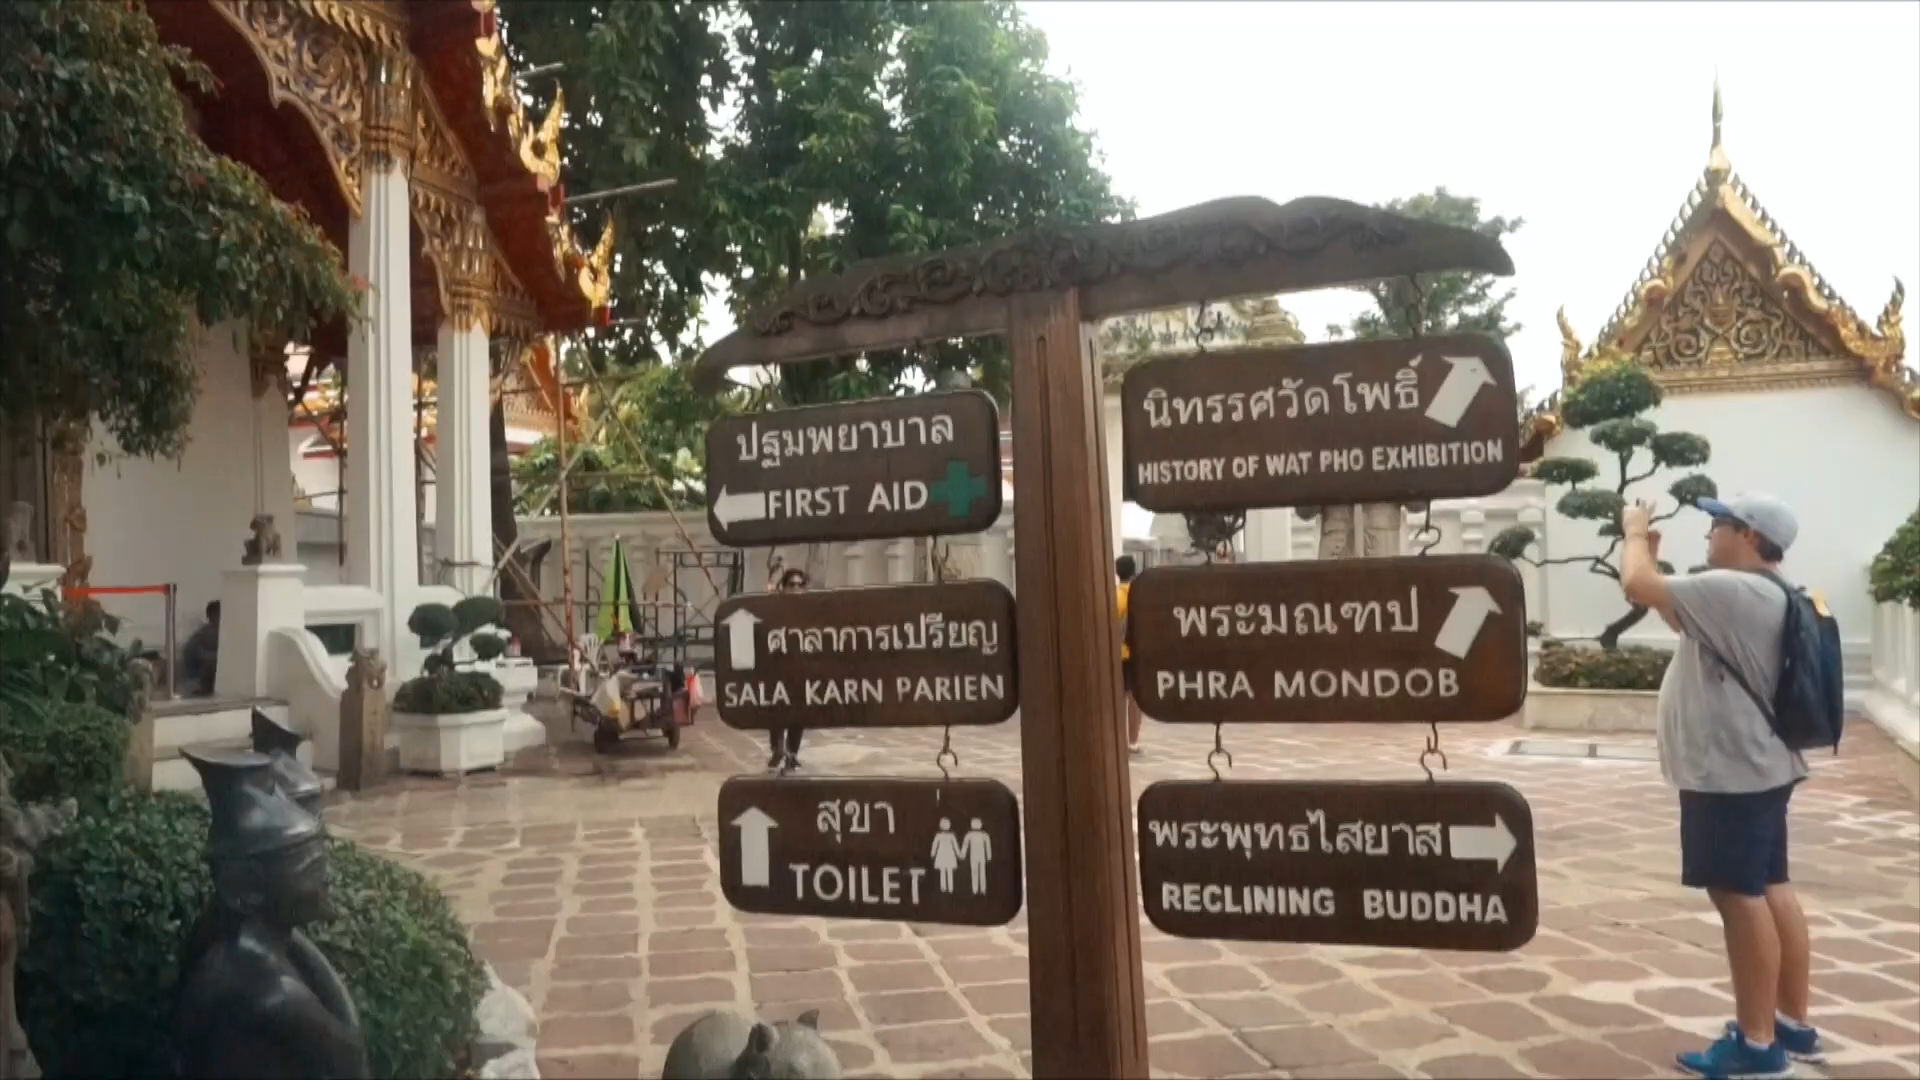 ปฐมพยาบาล
FIRST AID
ศาลาการเปรียญ
SALA KARN PARIEN
สุขา
TOILET
นิทรรศวัดโพธิ์
HISTORY OF WAT PHO EXHIBITION
พระมณฑป
PHRA MONDOB
พระพุทธไสยาส
RECLINING BUDDHA